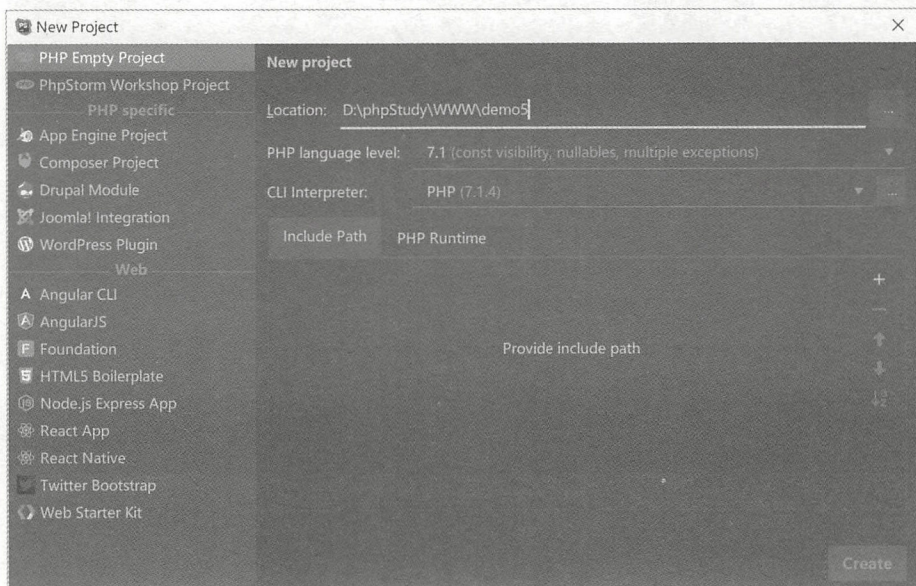 New Project
PHP Empty Project
PhpStorm Workshop Project
PHP specific
App Engine Project
Composer Project
Drupal Module
Joomla! Integration
WordPress Plugin
Web
Angular CLI
AngularJS
Foundation
HTML5 Boilerplate
Node.js Express App
React App
React Native
Twitter Bootstrap
Web Starter Kit
New project
Location: D:\phpStudy\WWW\demo5
...
PHP language level: 7.1 (const visibility, nullables, multiple exceptions)
CLI Interpreter: PHP (7.1.4)
...
Include Path PHP Runtime
Provide include path
Create